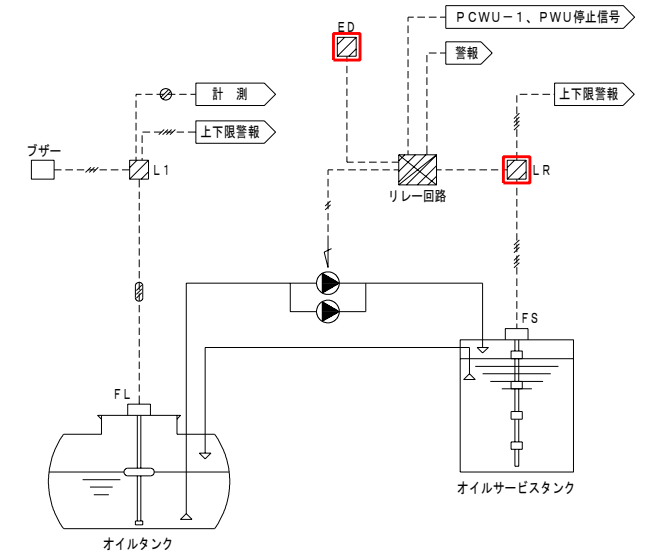 PCWU-1、PWU停止信号
ED
警報
計 測
上下限警報
上下限警報
ブザー
L1
LR
リレー回路
FS
FL
オイルサービスタンク
オイルタンク